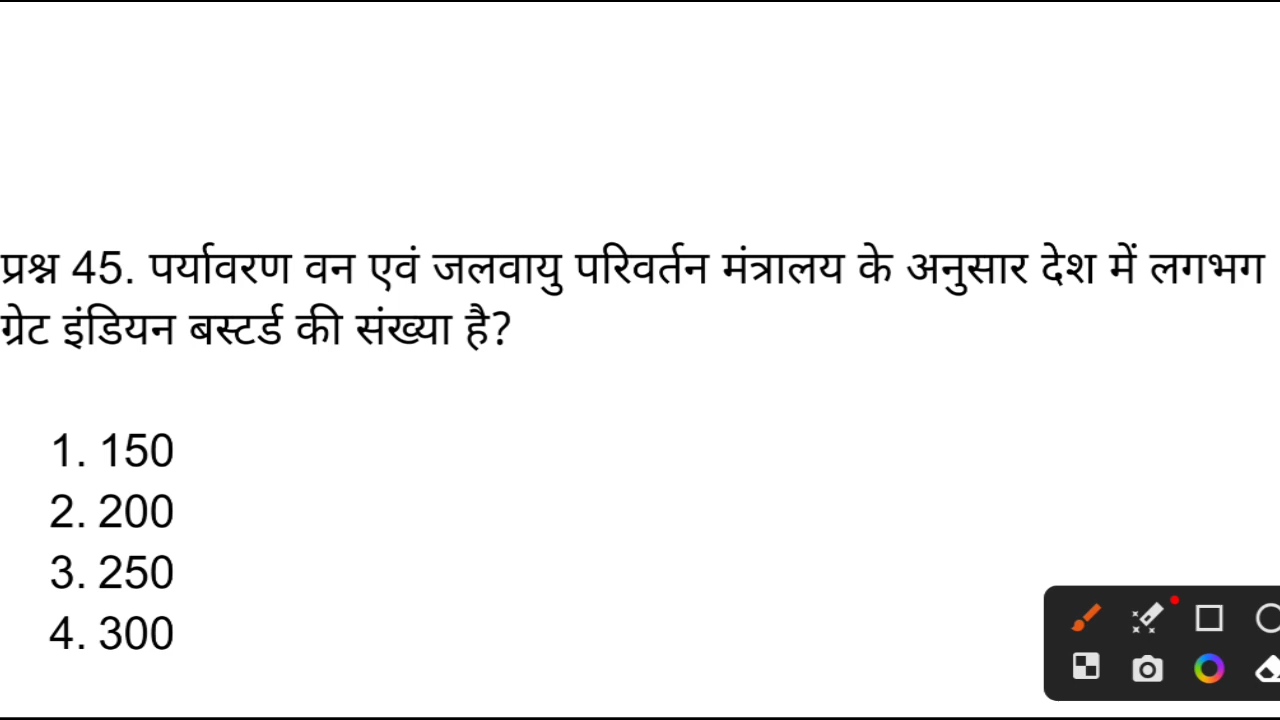 प्रश्न 45. पर्यावरण वन एवं जलवायु परिवर्तन मंत्रालय के अनुसार देश में लगभग
ग्रेट इंडियन बस्टर्ड की संख्या है?
1. 150
2. 200
3. 250
4. 300